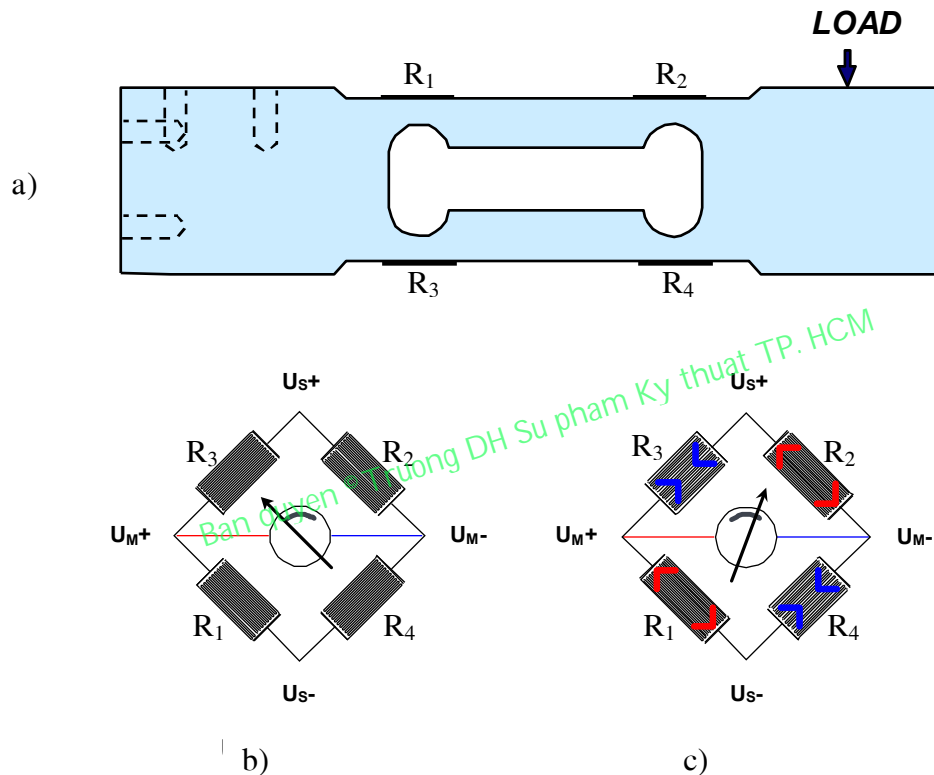 LOAD
R1 R2
a)
R3 R4
Ban quyen © Truong DH Su pham Ky thuat TP. HCM
US+ US+
R3 R2 R3 R2
UM+ UM- UM+ UM-
R1 R4 R1 R4
US- US-
b) c)